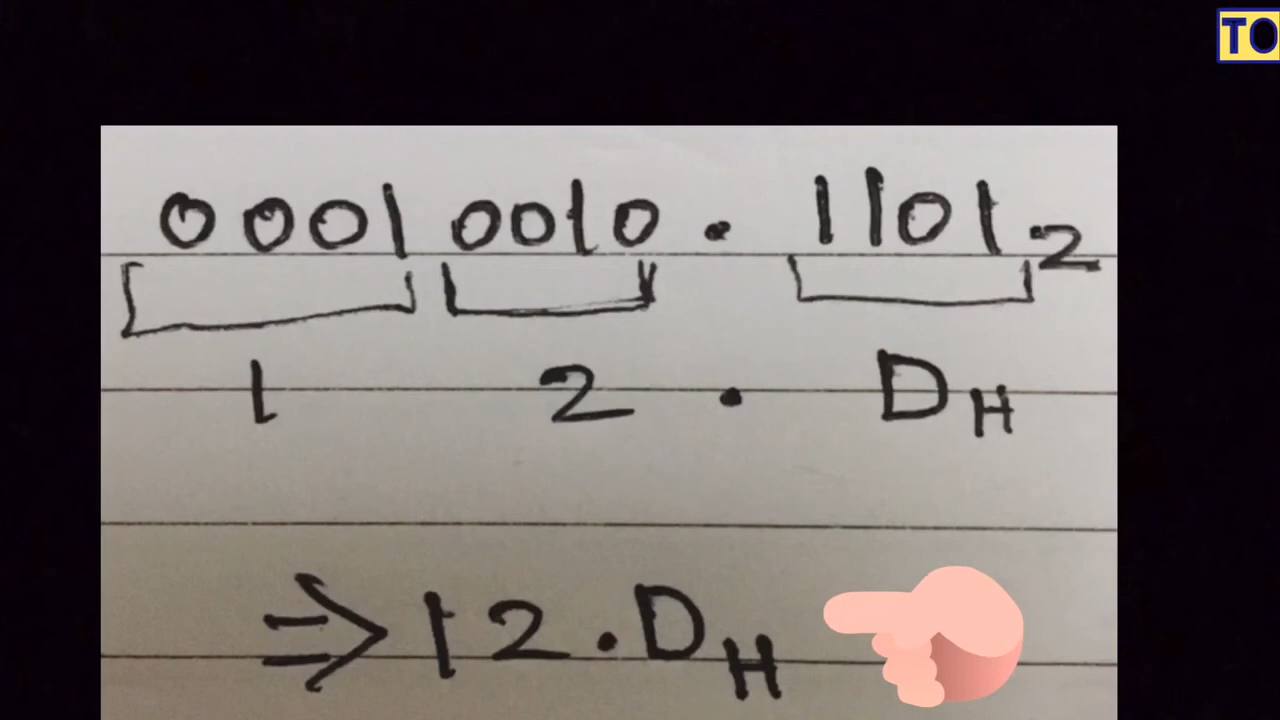 TO
0001 0010 . 1101₂
1 2 . D_H
⇒ 12.D_H